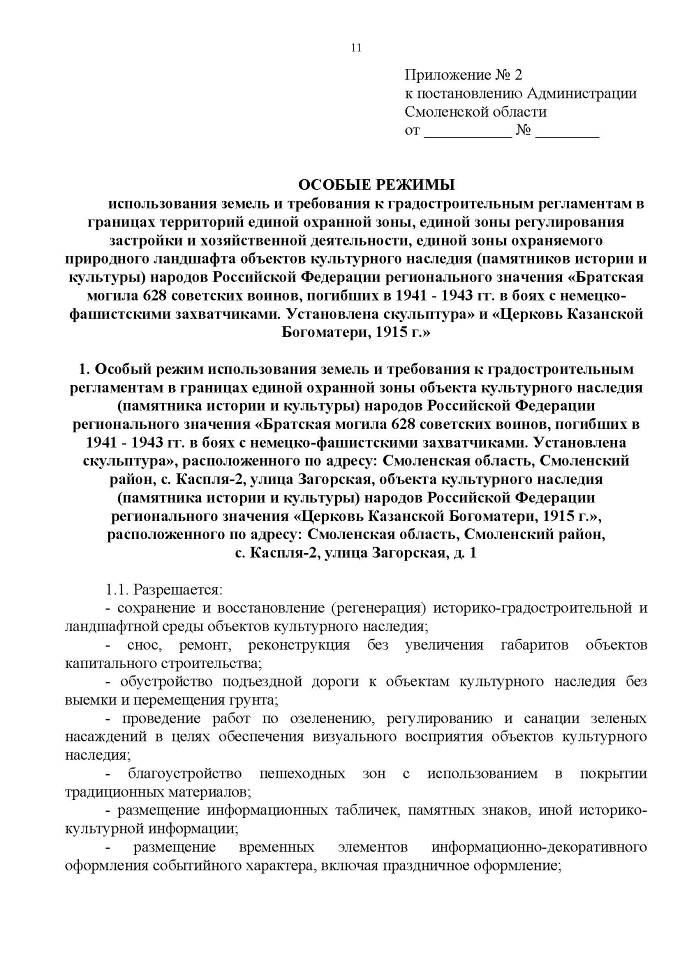 11
Приложение № 2
к постановлению Администрации
Смоленской области
от ____________ № ________
ОСОБЫЕ РЕЖИМЫ
использования земель и требования к градостроительным регламентам в
границах территорий единой охранной зоны, единой зоны регулирования
застройки и хозяйственной деятельности, единой зоны охраняемого
природного ландшафта объектов культурного наследия (памятников истории и
культуры) народов Российской Федерации регионального значения «Братская
могила 628 советских воинов, погибших в 1941 - 1943 гг. в боях с немецко-
фашистскими захватчиками. Установлена скульптура» и «Церковь Казанской
Богоматери, 1915 г.»
1. Особый режим использования земель и требования к градостроительным
регламентам в границах единой охранной зоны объекта культурного наследия
(памятника истории и культуры) народов Российской Федерации
регионального значения «Братская могила 628 советских воинов, погибших в
1941 - 1943 гг. в боях с немецко-фашистскими захватчиками. Установлена
скульптура», расположенного по адресу: Смоленская область, Смоленский
район, с. Каспля-2, улица Загорская, объекта культурного наследия
(памятника истории и культуры) народов Российской Федерации
регионального значения «Церковь Казанской Богоматери, 1915 г.»,
расположенного по адресу: Смоленская область, Смоленский район,
с. Каспля-2, улица Загорская, д. 1
1.1. Разрешается:
- сохранение и восстановление (регенерация) историко-градостроительной и
ландшафтной среды объектов культурного наследия;
- снос, ремонт, реконструкция без увеличения габаритов объектов
капитального строительства;
- обустройство подъездной дороги к объектам культурного наследия без
выемки и перемещения грунта;
- проведение работ по озеленению, регулированию и санации зеленых
насаждений в целях обеспечения визуального восприятия объектов культурного
наследия;
- благоустройство пешеходных зон с использованием в покрытии
традиционных материалов;
- размещение информационных табличек, памятных знаков, иной историко-
культурной информации;
- размещение временных элементов информационно-декоративного
оформления событийного характера, включая праздничное оформление;